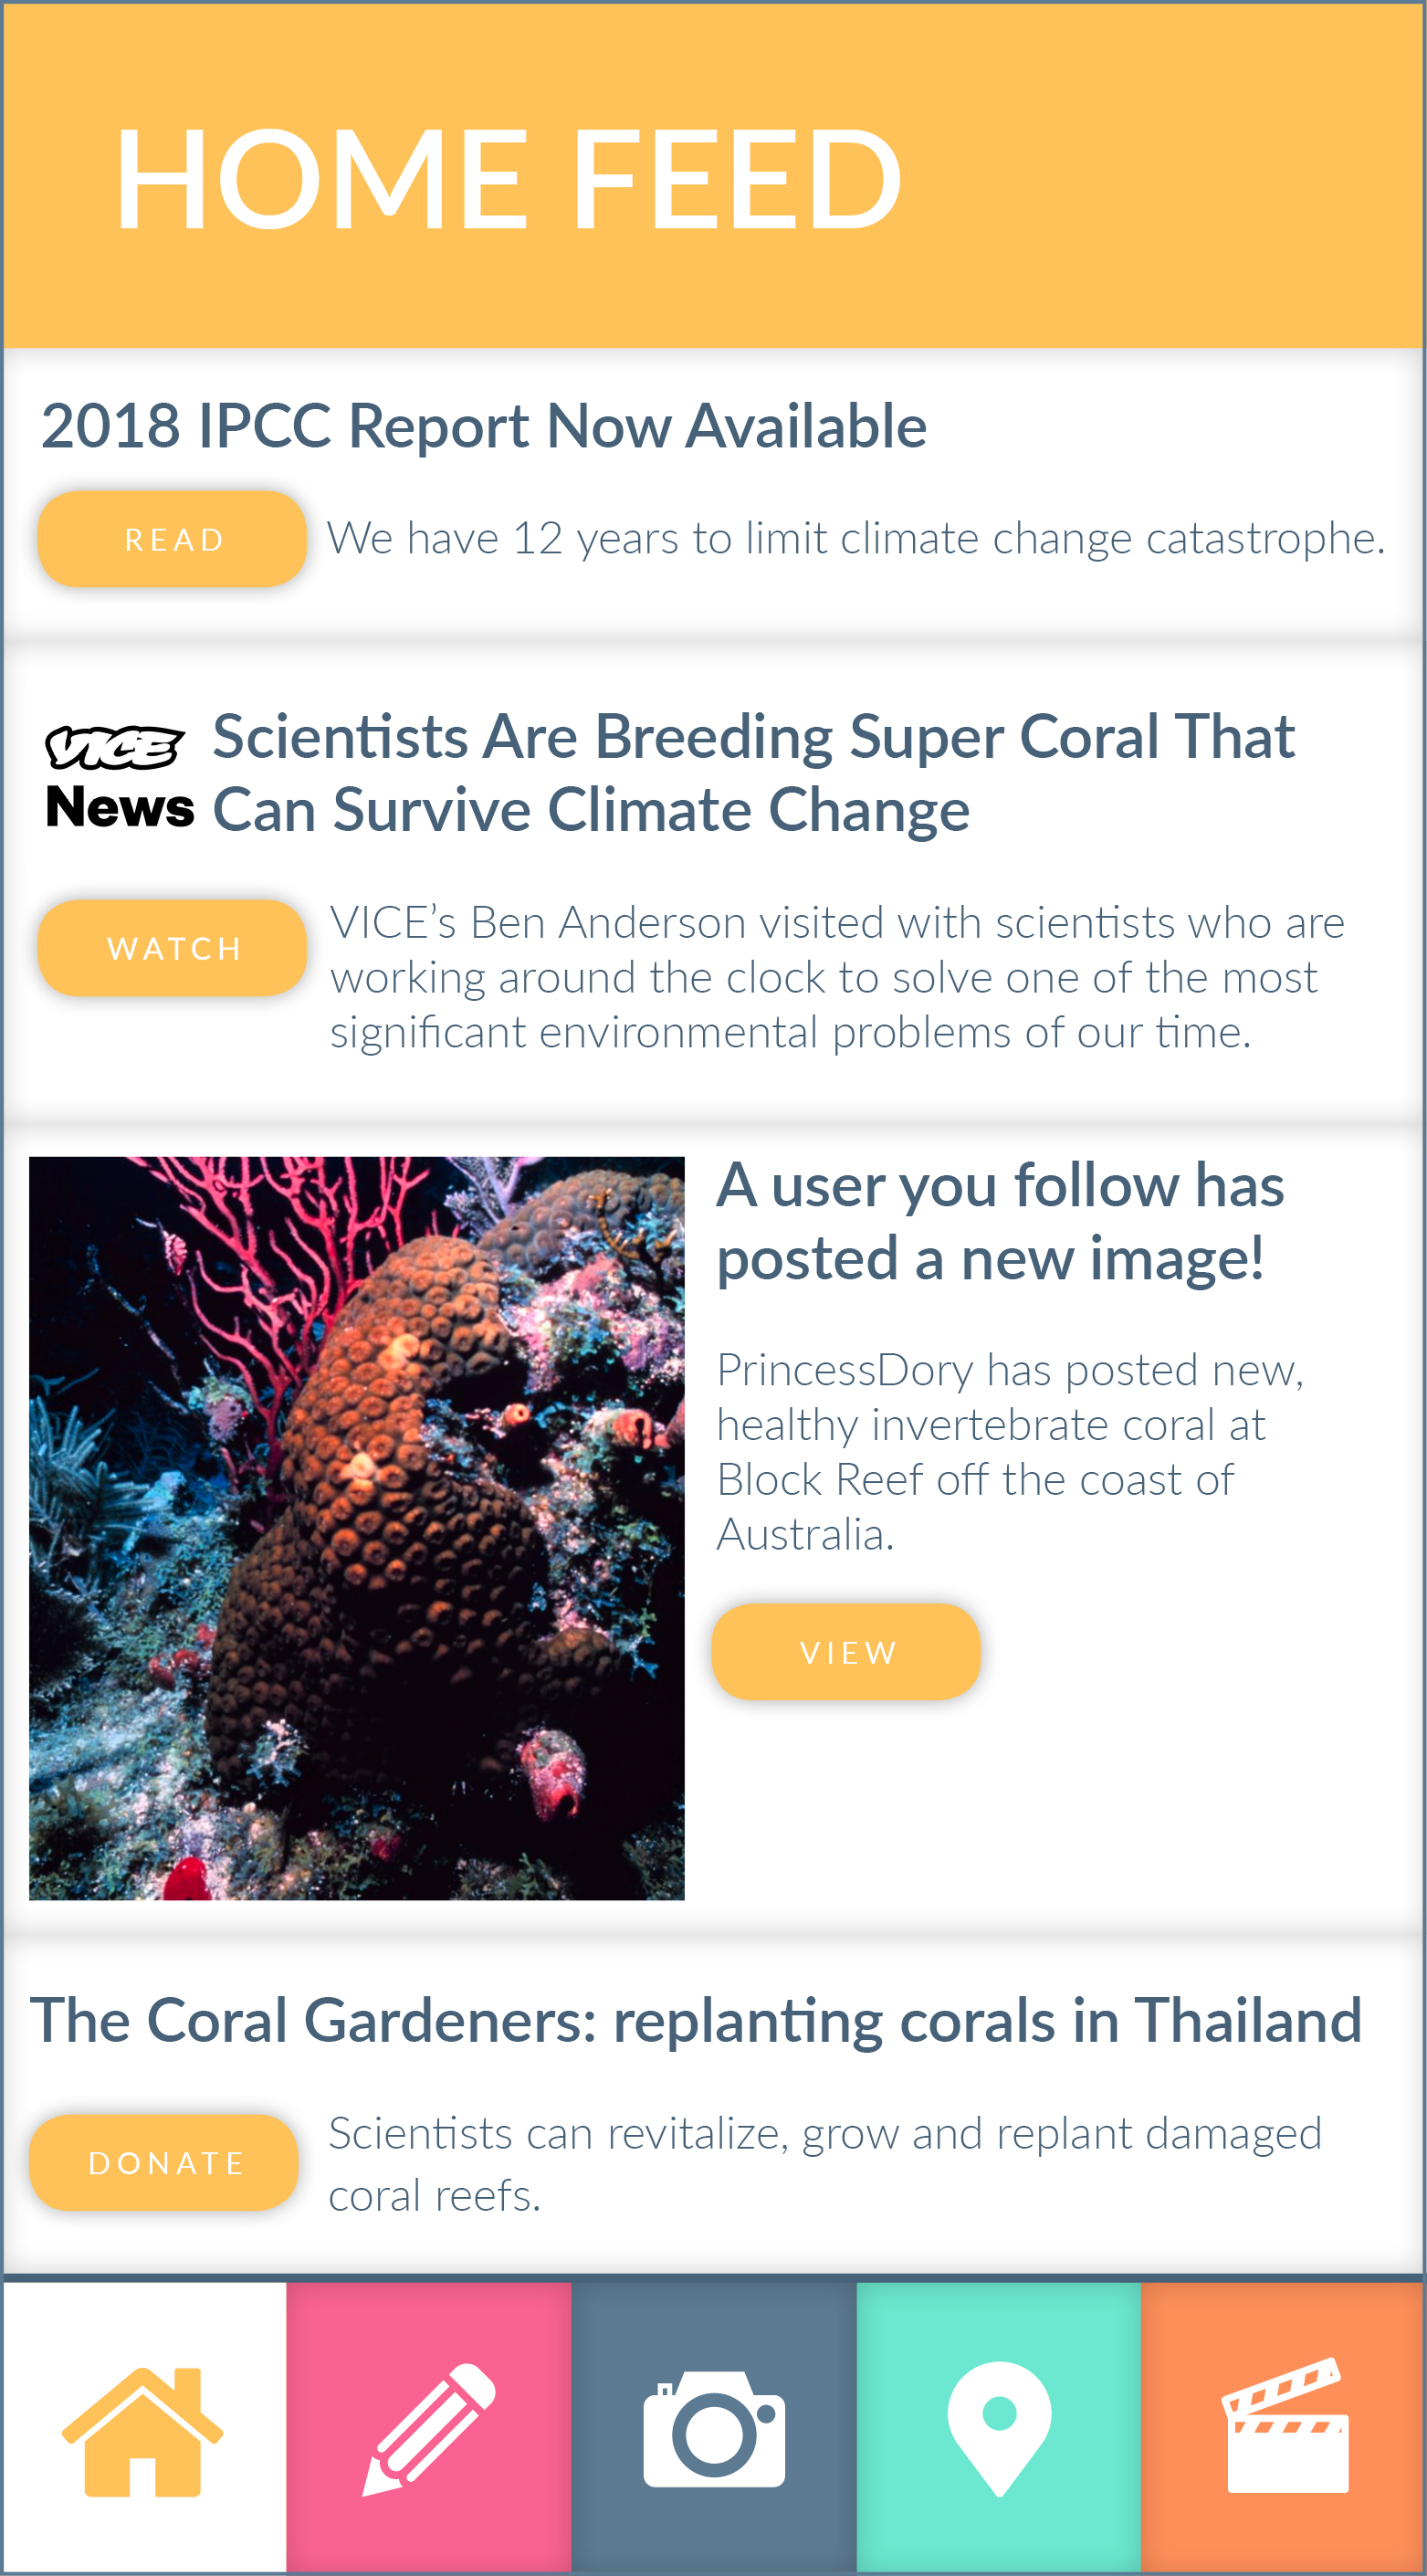 HOME FEED
2018 IPCC Report Now Available
READ
We have 12 years to limit climate change catastrophe.
VICE
News
Scientists Are Breeding Super Coral That
Can Survive Climate Change
WATCH
VICE’s Ben Anderson visited with scientists who are
working around the clock to solve one of the most
significant environmental problems of our time.
A user you follow has
posted a new image!
PrincessDory has posted new,
healthy invertebrate coral at
Block Reef off the coast of
Australia.
VIEW
The Coral Gardeners: replanting corals in Thailand
DONATE
Scientists can revitalize, grow and replant damaged
coral reefs.